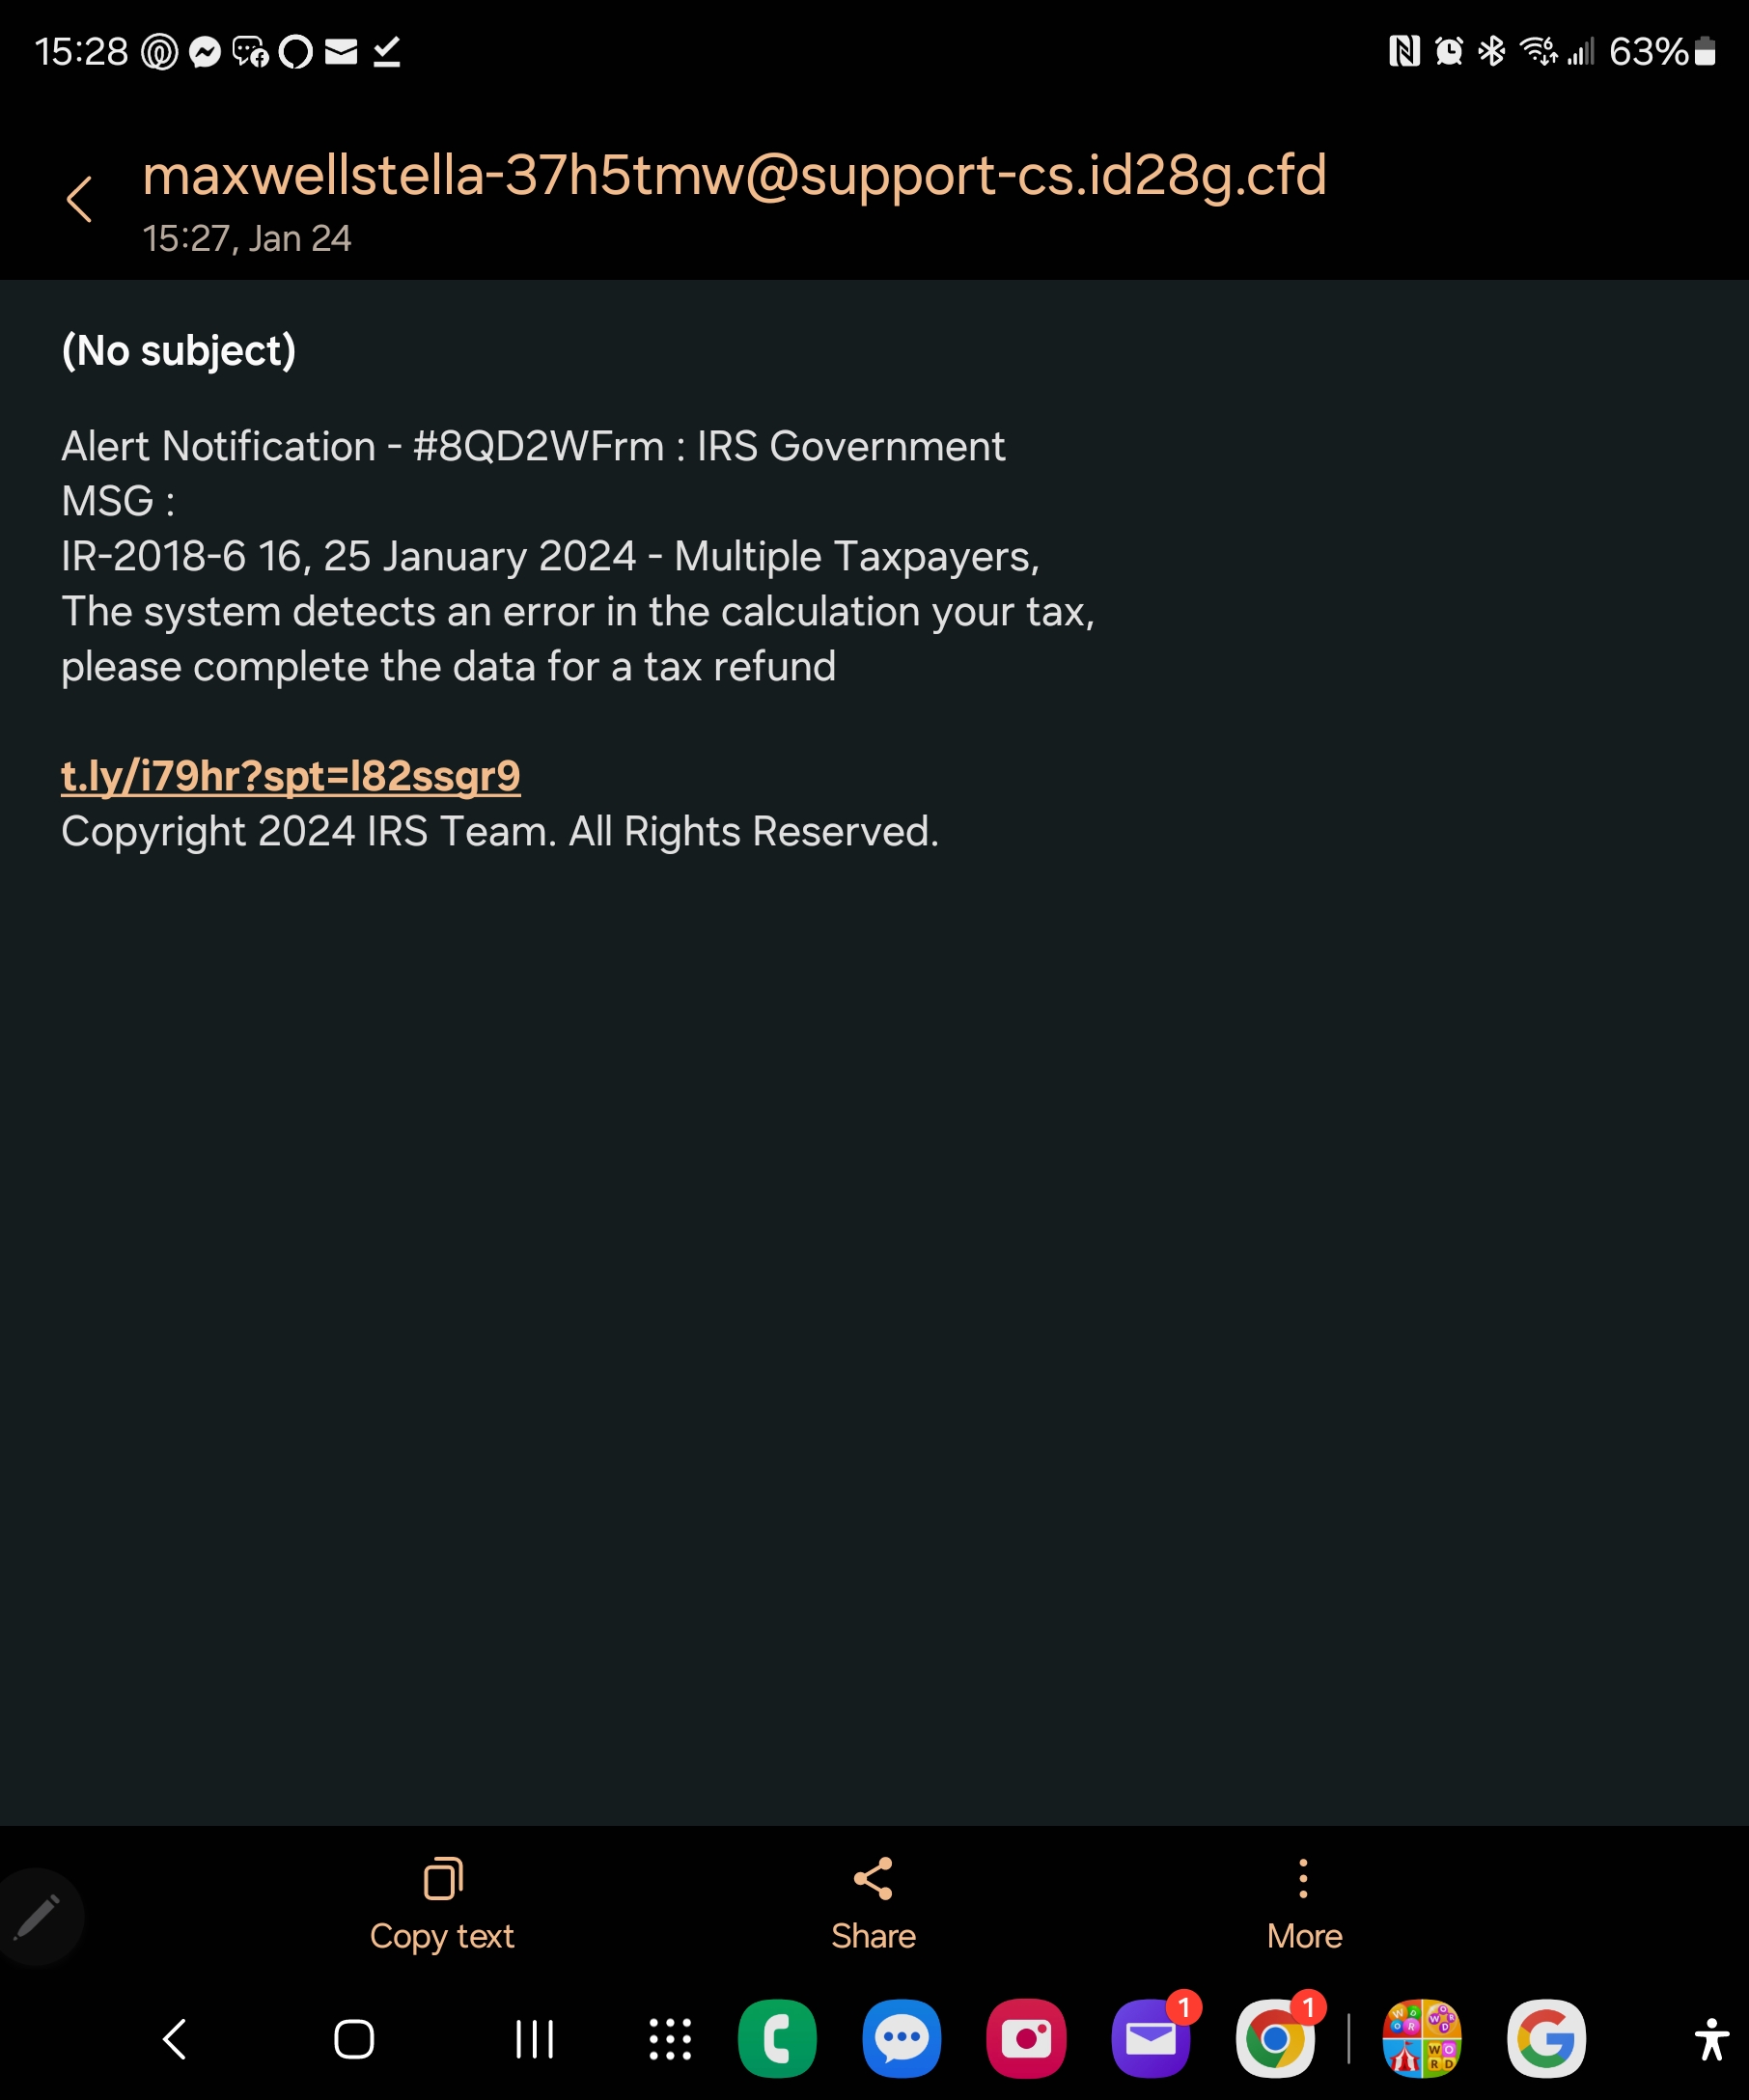 15:28
63%
maxwellstella-37h5tmw@support-cs.id28g.cfd
15:27, Jan 24
(No subject)
Alert Notification - #8QD2WFrm : IRS Government
MSG :
IR-2018-6 16, 25 January 2024 - Multiple Taxpayers,
The system detects an error in the calculation your tax,
please complete the data for a tax refund
t.ly/i79hr?spt=l82ssgr9
Copyright 2024 IRS Team. All Rights Reserved.
Copy text
Share
More
1
1